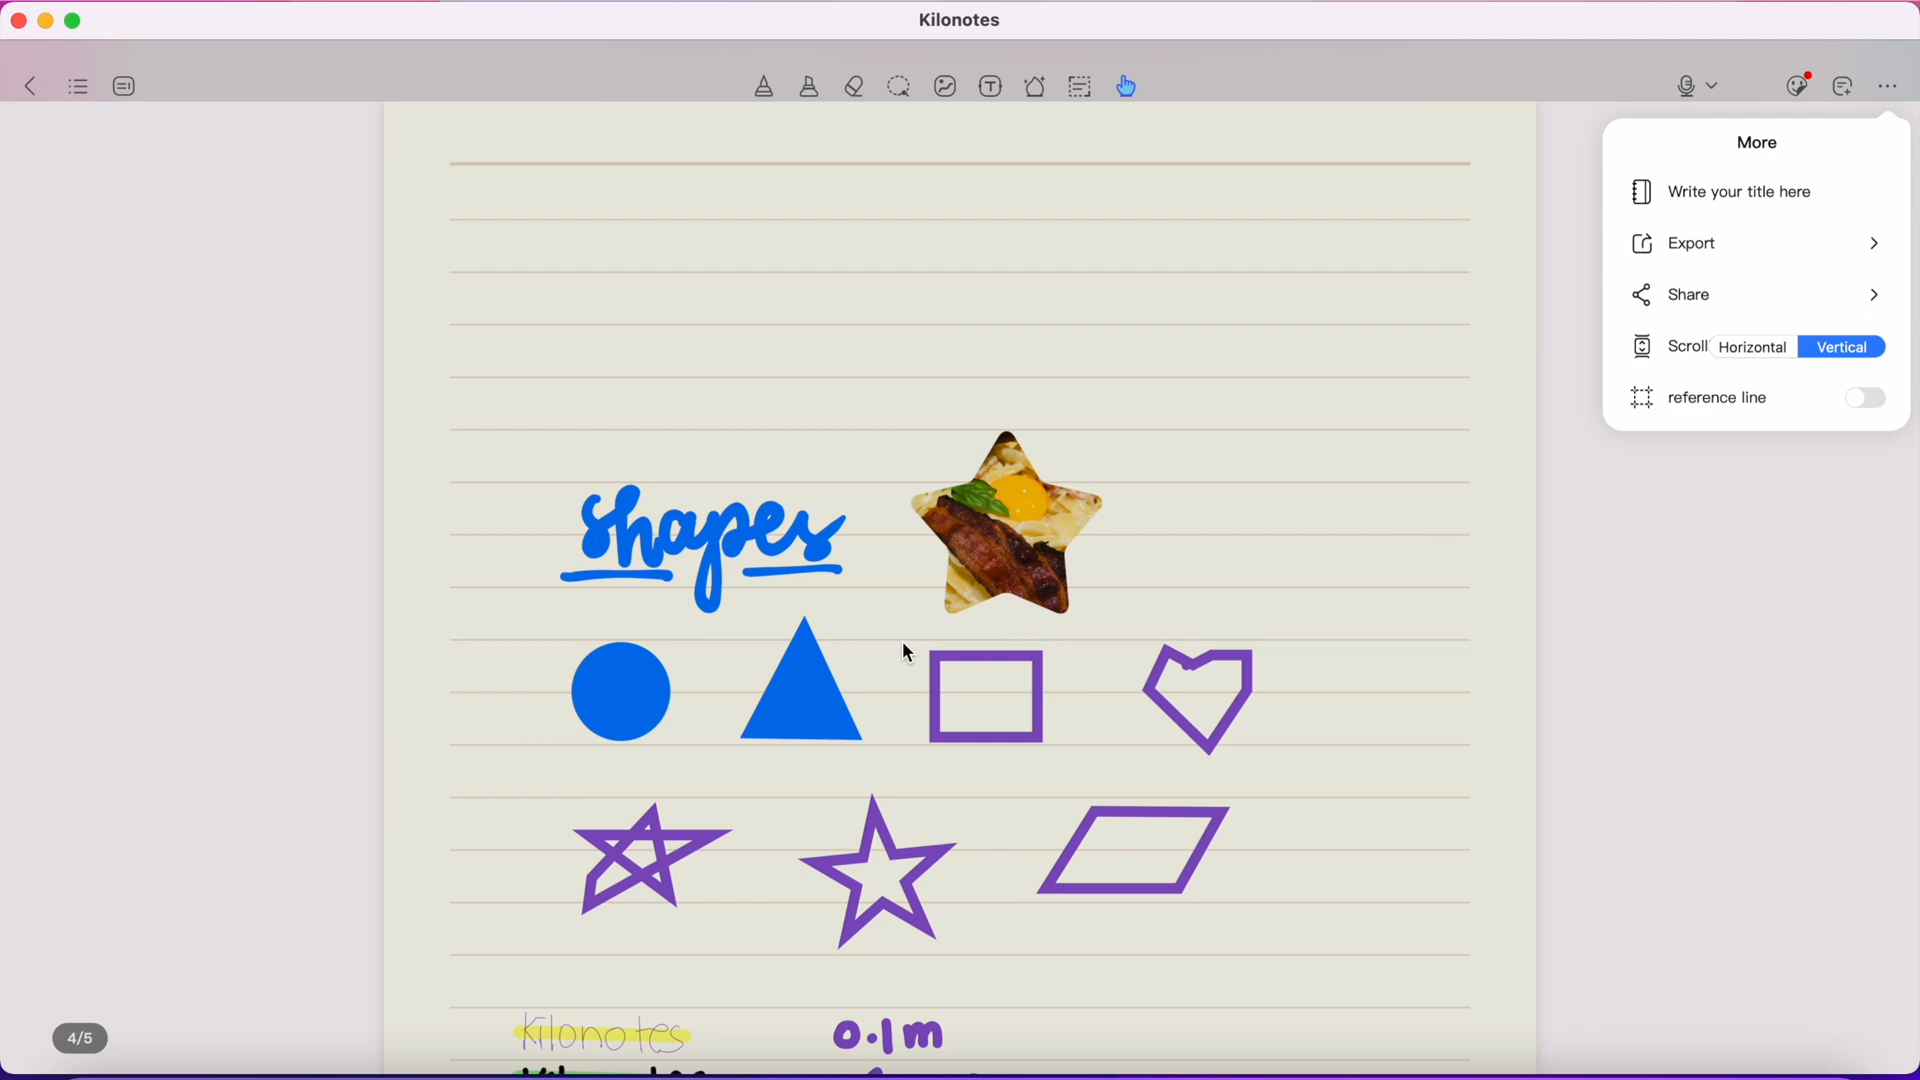 Kilonotes
More
Write your title here
Export
Share
Scroll Horizontal Vertical
reference line
shapes
Kilonotes 0.1m
4/5